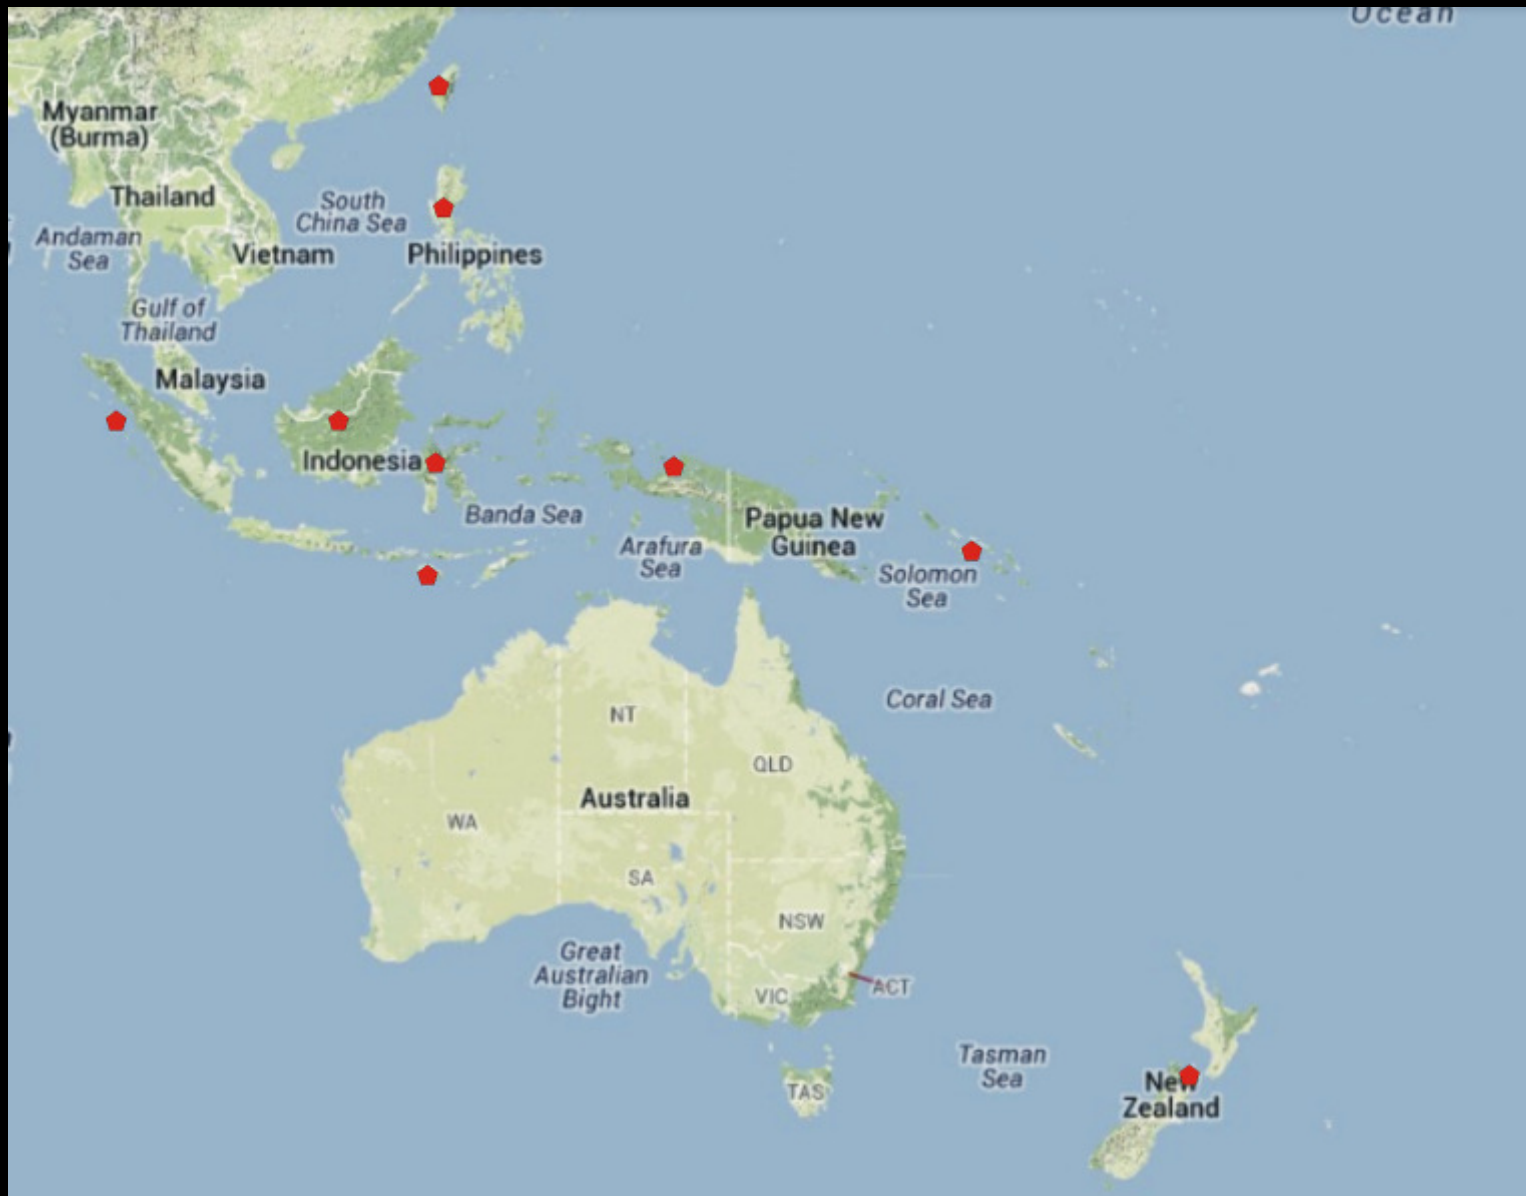 Ocean
Myanmar
(Burma)
Thailand
South
China Sea
Andaman
Sea
Vietnam
Philippines
Gulf of
Thailand
Malaysia
Indonesia
Banda Sea
Papua New
Guinea
Arafura
Sea
Solomon
Sea
Coral Sea
NT
QLD
Australia
WA
SA
NSW
Great
Australian
Bight
VIC
ACT
Tasman
Sea
TAS
New
Zealand